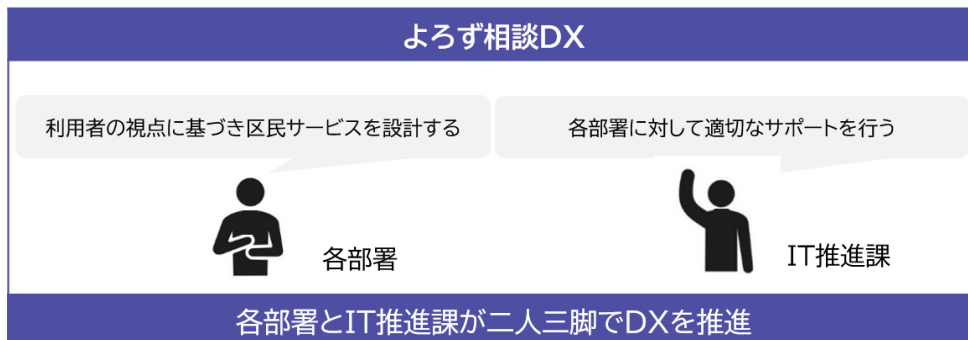 よろず相談DX
利用者の視点に基づき区民サービスを設計する
各部署に対して適切なサポートを行う
各部署
IT推進課
各部署とIT推進課が二人三脚でDXを推進